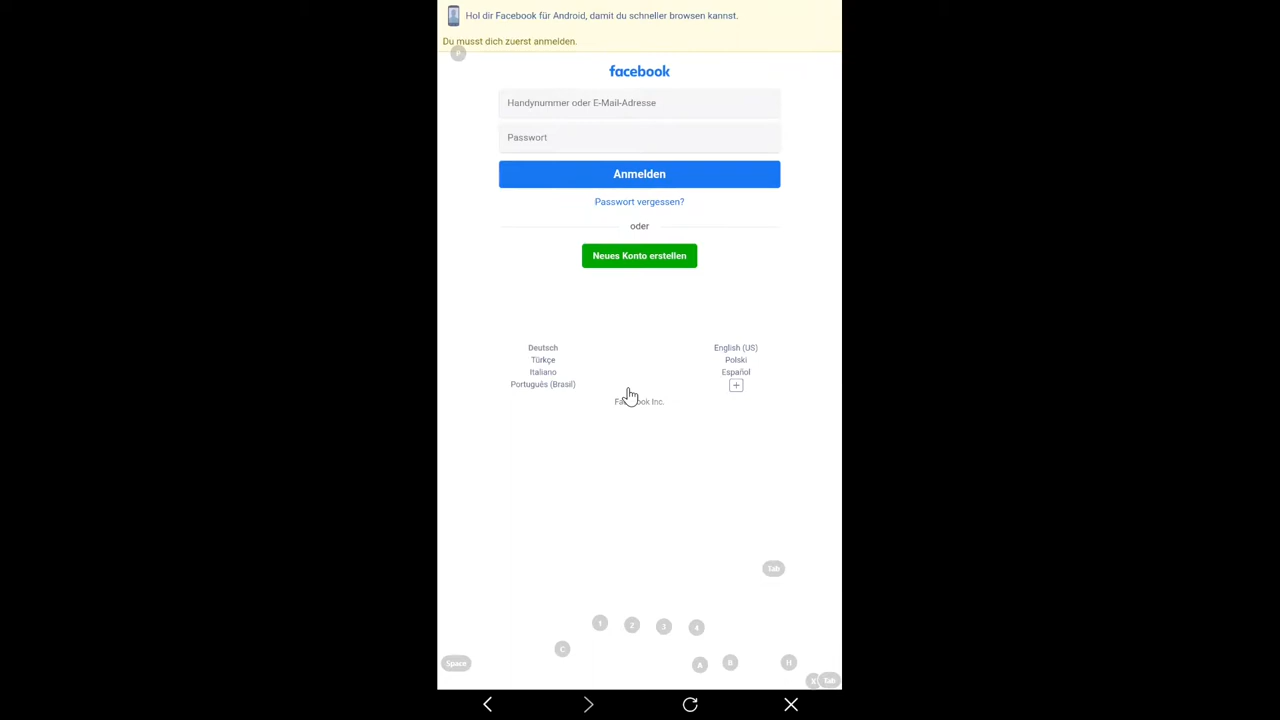 Hol dir Facebook für Android, damit du schneller browsen kannst.
Du musst dich zuerst anmelden.
P
facebook
Handynummer oder E-Mail-Adresse
Passwort
Anmelden
Passwort vergessen?
oder
Neues Konto erstellen
Deutsch
English (US)
Türkçe
Polski
Italiano
Español
Português (Brasil)
+
Inc.
Tab
1 2 3 4
C
Space
A B H
X Tab